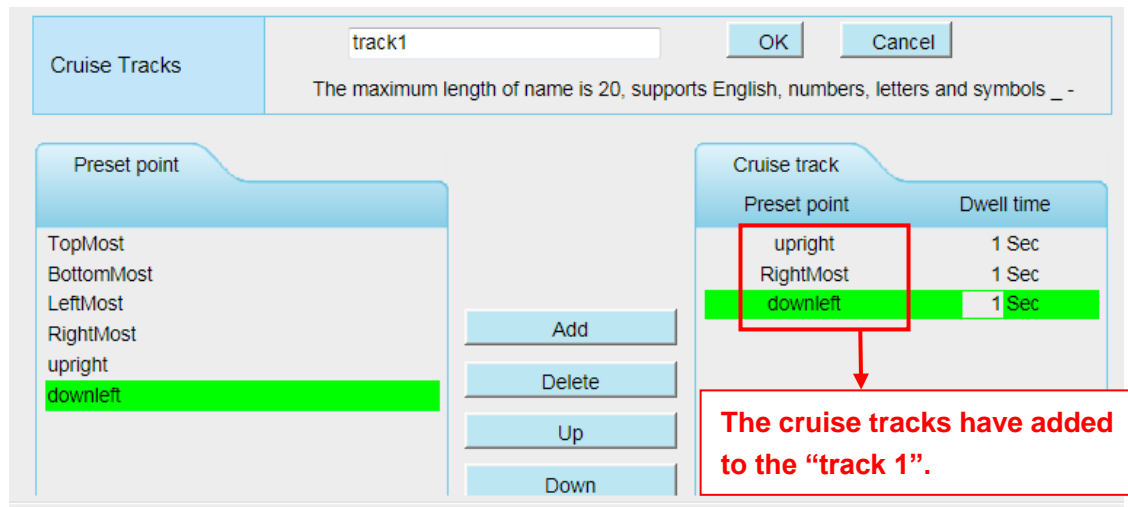 Cruise Tracks
track1
OK
Cancel
The maximum length of name is 20, supports English, numbers, letters and symbols _ -
Preset point
TopMost
BottomMost
LeftMost
RightMost
upright
downleft
Add
Delete
Up
Down
Cruise track
Preset point Dwell time
upright 1 Sec
RightMost 1 Sec
downleft 1 Sec
The cruise tracks have added
to the “track 1”.